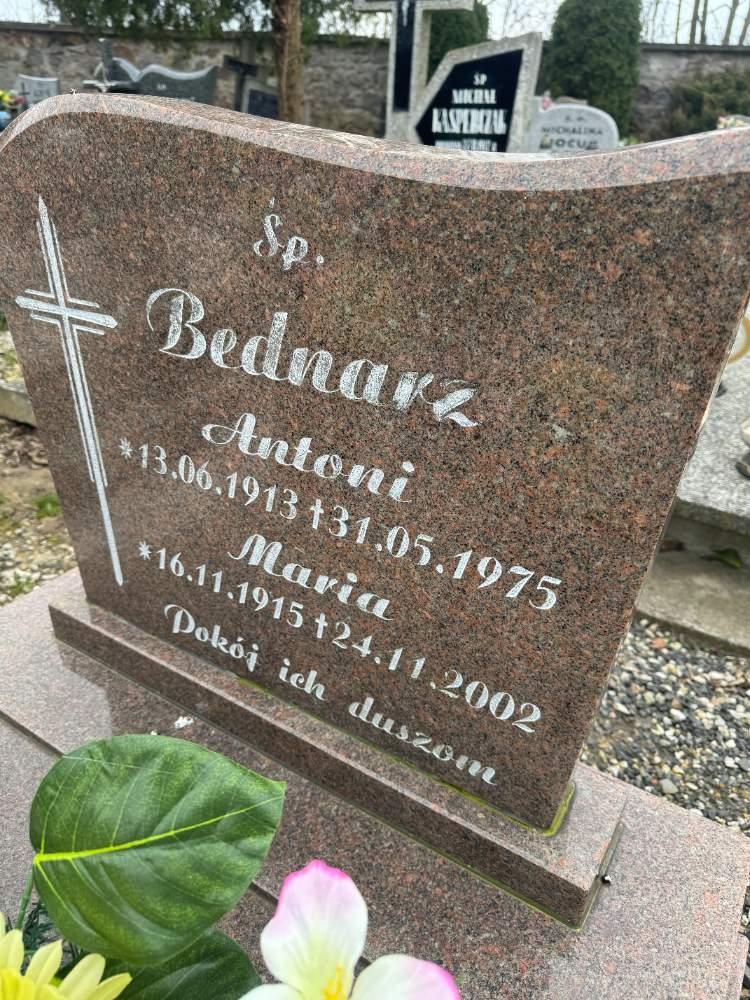 ŚP
MICHAŁ
KASPERCZAK
MICHALINA
Śp.
Bednarz
Antoni
*13.06.1913 †31.05.1975
Maria
*16.11.1915 †24.11.2002
Pokój ich duszom